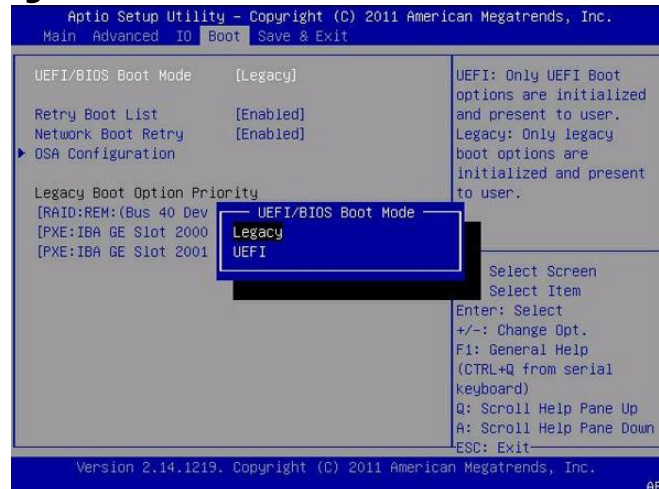 Aptio Setup Utility - Copyright (C) 2011 American Megatrends, Inc.
Main Advanced IO Boot Save & Exit
UEFI/BIOS Boot Mode [Legacy]
Retry Boot List [Enabled]
Network Boot Retry [Enabled]
OSA Configuration
Legacy Boot Option Priority
[RAID:REM:(Bus 40 Dev
[PXE:IBA GE Slot 2000
[PXE:IBA GE Slot 2001
UEFI/BIOS Boot Mode
Legacy
UEFI
UEFI: Only UEFI Boot
options are initialized
and present to user.
Legacy: Only legacy
boot options are
initialized and present
to user.
Select Screen
Select Item
Enter: Select
+/-: Change Opt.
F1: General Help
(CTRL+Q from serial
keyboard)
Q: Scroll Help Pane Up
A: Scroll Help Pane Down
ESC: Exit
Version 2.14.1219. Copyright (C) 2011 American Megatrends, Inc.